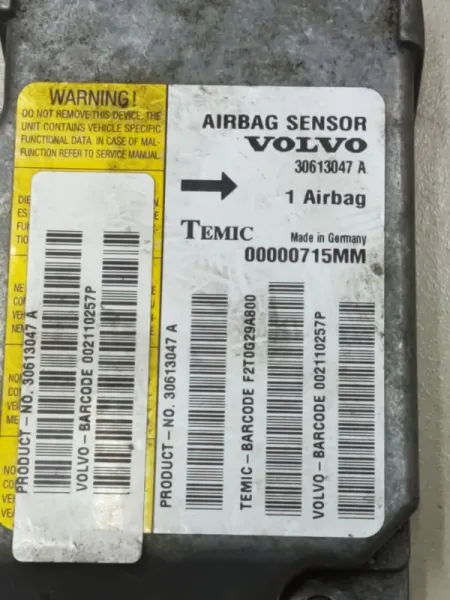 WARNING!
DO NOT REMOVE THIS DEVICE. THE
UNIT CONTAINS VEHICLE SPECIFIC
FUNCTIONAL DATA. IN CASE OF MAL-
FUNCTION REFER TO SERVICE MANUAL.
AIRBAG SENSOR
VOLVO
30613047 A
1 Airbag
TEMIC
Made in Germany
00000715MM
PRODUCT-NO. 30613047 A
VOLVO-BARCODE 002110257P
PRODUCT-NO. 30613047 A
TEMIC-BARCODE F2T0G29A800
VOLVO-BARCODE 002110257P